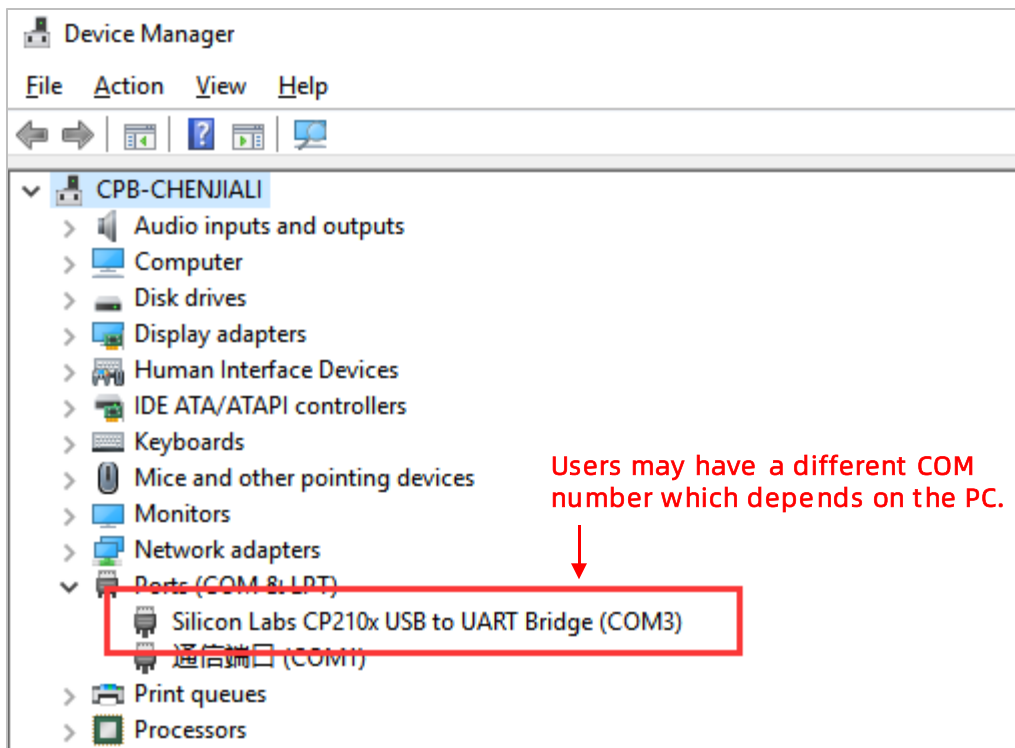 Device Manager
File Action View Help
CPB-CHENJIALI
Audio inputs and outputs
Computer
Disk drives
Display adapters
Human Interface Devices
IDE ATA/ATAPI controllers
Keyboards
Mice and other pointing devices
Monitors
Network adapters
Ports (COM & LPT)
Silicon Labs CP210x USB to UART Bridge (COM3)
通信端口 (COM1)
Print queues
Processors
Users may have a different COM
number which depends on the PC.